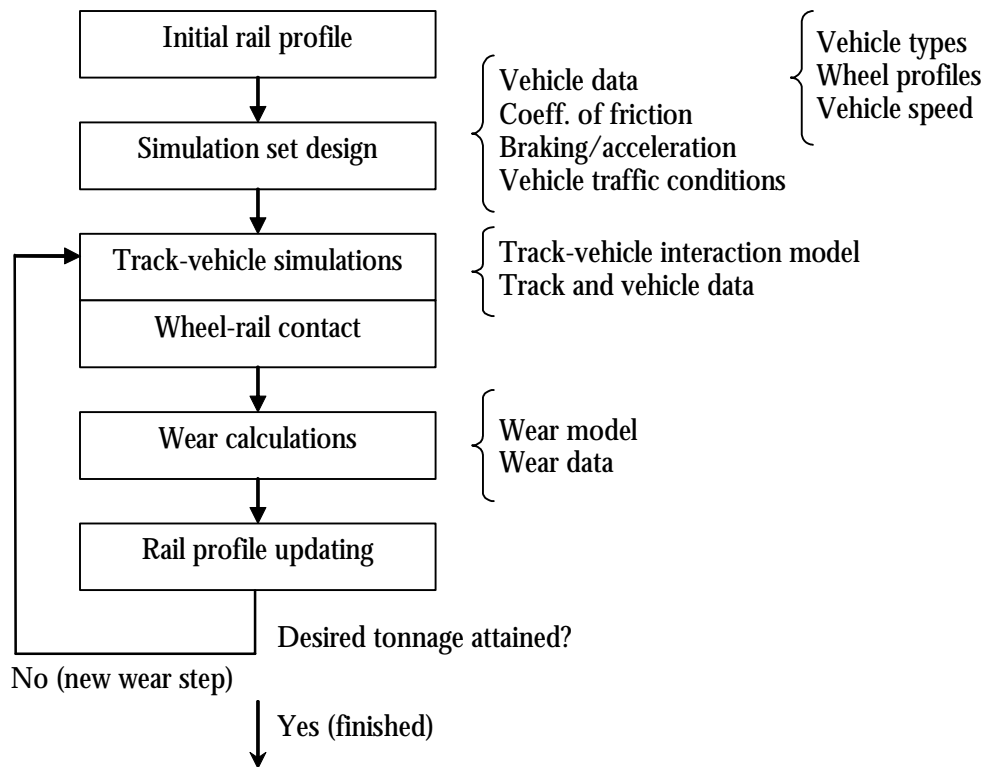 Initial rail profile
Vehicle types
Wheel profiles
Vehicle speed
Vehicle data
Coeff. of friction
Braking/acceleration
Vehicle traffic conditions
Simulation set design
Track-vehicle simulations
Track-vehicle interaction model
Track and vehicle data
Wheel-rail contact
Wear calculations
Wear model
Wear data
Rail profile updating
Desired tonnage attained?
No (new wear step)
Yes (finished)